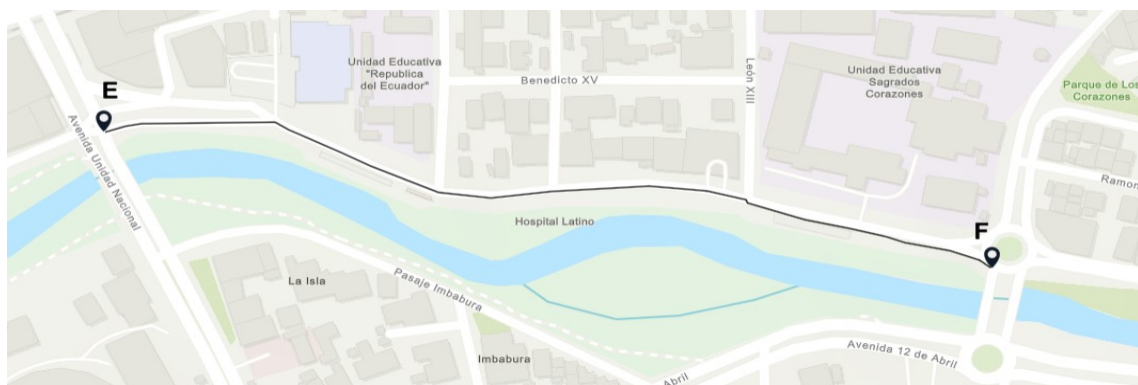 E
Unidad Educativa
"Republica
del Ecuador"
Benedicto XV
León XIII
Unidad Educativa
Sagrados
Corazones
Parque de Los
Corazones
Avenida Unidad Nacional
Ramon
Hospital Latino
F
La Isla
Pasaje Imbabura
Imbabura
Abril
Avenida 12 de Abril